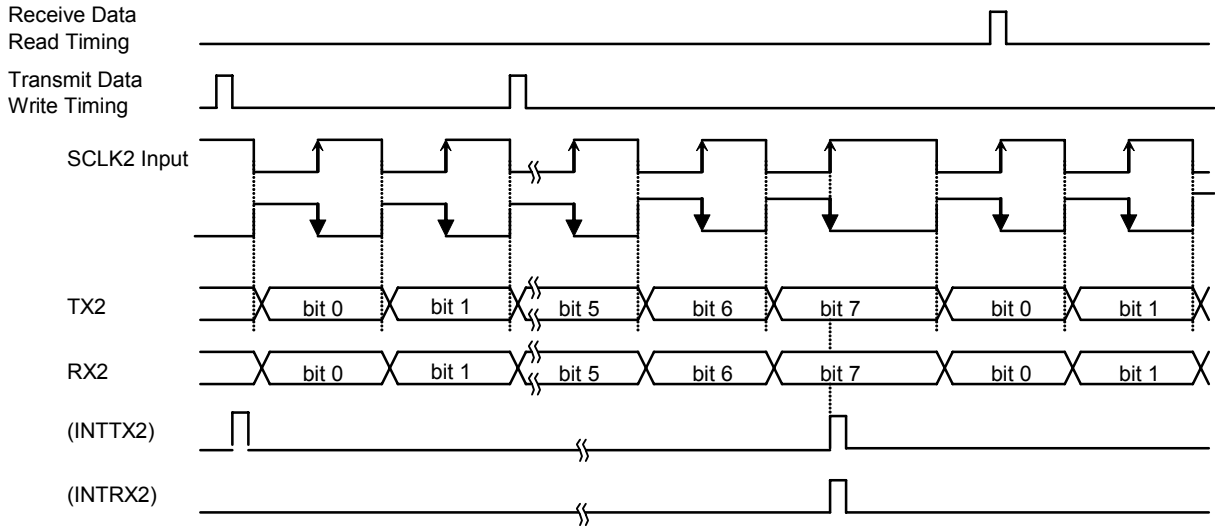 Receive Data
Read Timing
Transmit Data
Write Timing
SCLK2 Input
TX2
bit 0 bit 1 bit 5 bit 6 bit 7 bit 0 bit 1
RX2
bit 0 bit 1 bit 5 bit 6 bit 7 bit 0 bit 1
(INTTX2)
(INTRX2)